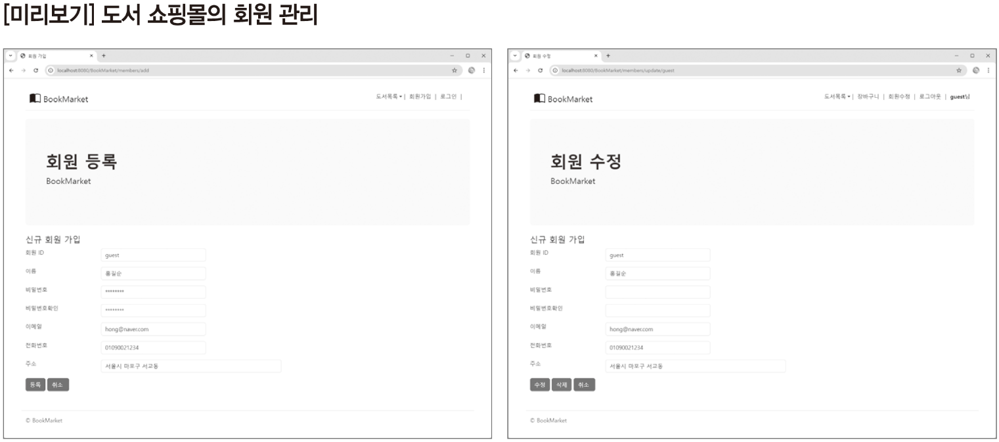 [미리보기] 도서 쇼핑몰의 회원 관리
회원 가입
localhost:8080/BookMarket/members/add
BookMarket
도서목록 | 회원가입 | 로그인 |
회원 등록
BookMarket
신규 회원 가입
회원 ID
guest
이름
홍길순
비밀번호
********
비밀번호확인
********
이메일
hong@naver.com
전화번호
01090021234
주소
서울시 마포구 서교동
등록 취소
© BookMarket
회원 수정
localhost:8080/BookMarket/members/update/guest
BookMarket
도서목록 | 장바구니 | 회원수정 | 로그아웃 | guest님
회원 수정
BookMarket
신규 회원 가입
회원 ID
guest
이름
홍길순
비밀번호
비밀번호확인
이메일
hong@naver.com
전화번호
01090021234
주소
서울시 마포구 서교동
수정 삭제 취소
© BookMarket